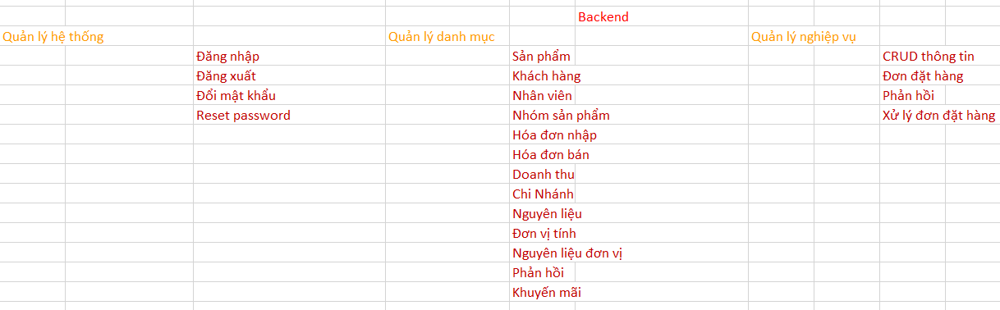 Backend
Quản lý hệ thống
Quản lý danh mục
Quản lý nghiệp vụ
Đăng nhập
Sản phẩm
CRUD thông tin
Đăng xuất
Khách hàng
Đơn đặt hàng
Đổi mật khẩu
Nhân viên
Phản hồi
Reset password
Nhóm sản phẩm
Xử lý đơn đặt hàng
Hóa đơn nhập
Hóa đơn bán
Doanh thu
Chi Nhánh
Nguyên liệu
Đơn vị tính
Nguyên liệu đơn vị
Phản hồi
Khuyến mãi